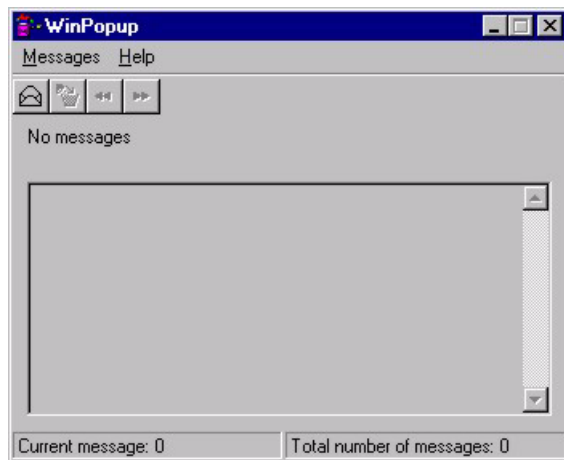 WinPopup
Messages Help
No messages
Current message: 0 Total number of messages: 0